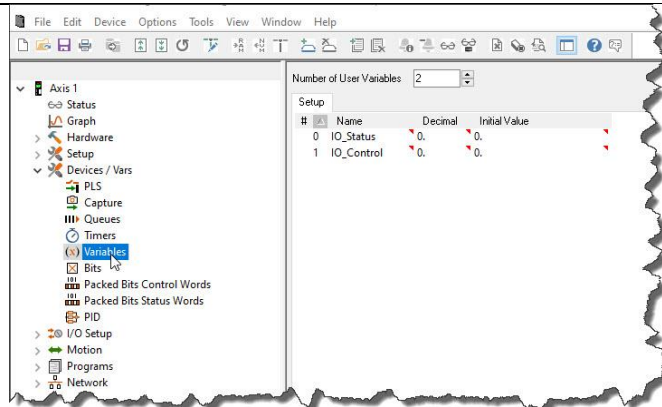 File Edit Device Options Tools View Window Help
Axis 1
Status
Graph
Hardware
Setup
Devices / Vars
PLS
Capture
Queues
Timers
(x) Variables
Bits
Packed Bits Control Words
Packed Bits Status Words
PID
I/O Setup
Motion
Programs
Network
Number of User Variables 2
Setup
# Name Decimal Initial Value
0 IO_Status 0. 0.
1 IO_Control 0. 0.